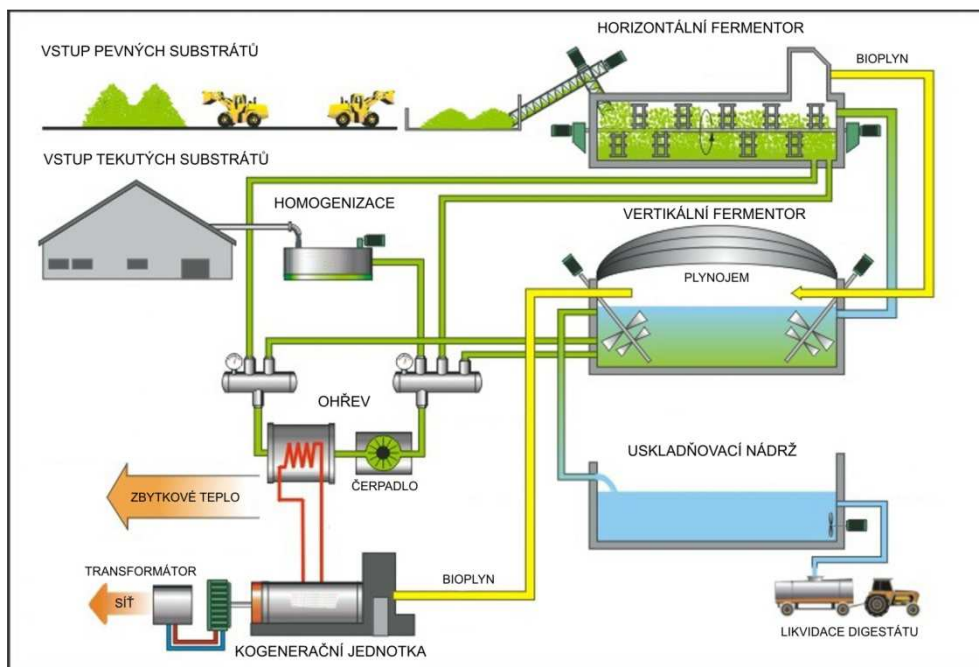 HORIZONTÁLNÍ FERMENTOR
VSTUP PEVNÝCH SUBSTRÁTŮ
BIOPLYN
VSTUP TEKUTÝCH SUBSTRÁTŮ
HOMOGENIZACE
VERTIKÁLNÍ FERMENTOR
PLYNOJEM
OHŘEV
ČERPADLO
USKLADŇOVACÍ NÁDRŽ
ZBYTKOVÉ TEPLO
TRANSFORMÁTOR
BIOPLYN
SÍŤ
LIKVIDACE DIGESTÁTU
KOGENERAČNÍ JEDNOTKA